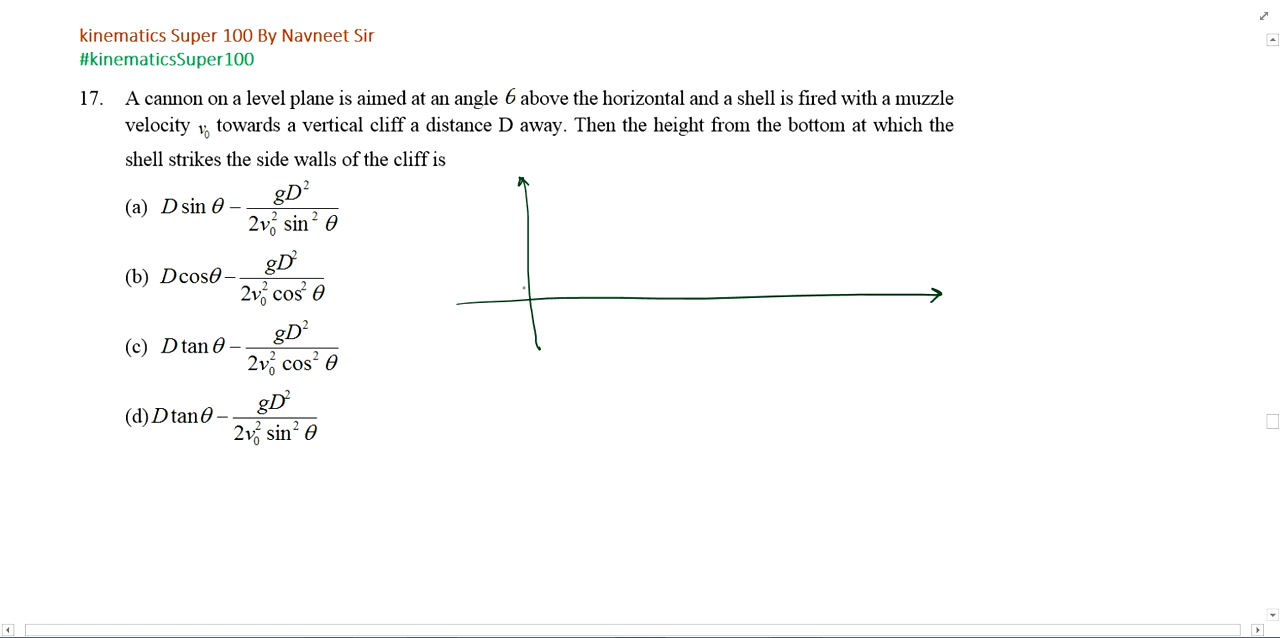 kinematics Super 100 By Navneet Sir
#kinematicsSuper100
17. A cannon on a level plane is aimed at an angle 6 above the horizontal and a shell is fired with a muzzle
velocity v₀ towards a vertical cliff a distance D away. Then the height from the bottom at which the
shell strikes the side walls of the cliff is
(a) D sin θ – gD² / 2v₀² sin² θ
(b) D cosθ – gD² / 2v₀² cos² θ
(c) D tan θ – gD² / 2v₀² cos² θ
(d) D tanθ – gD² / 2v₀² sin² θ